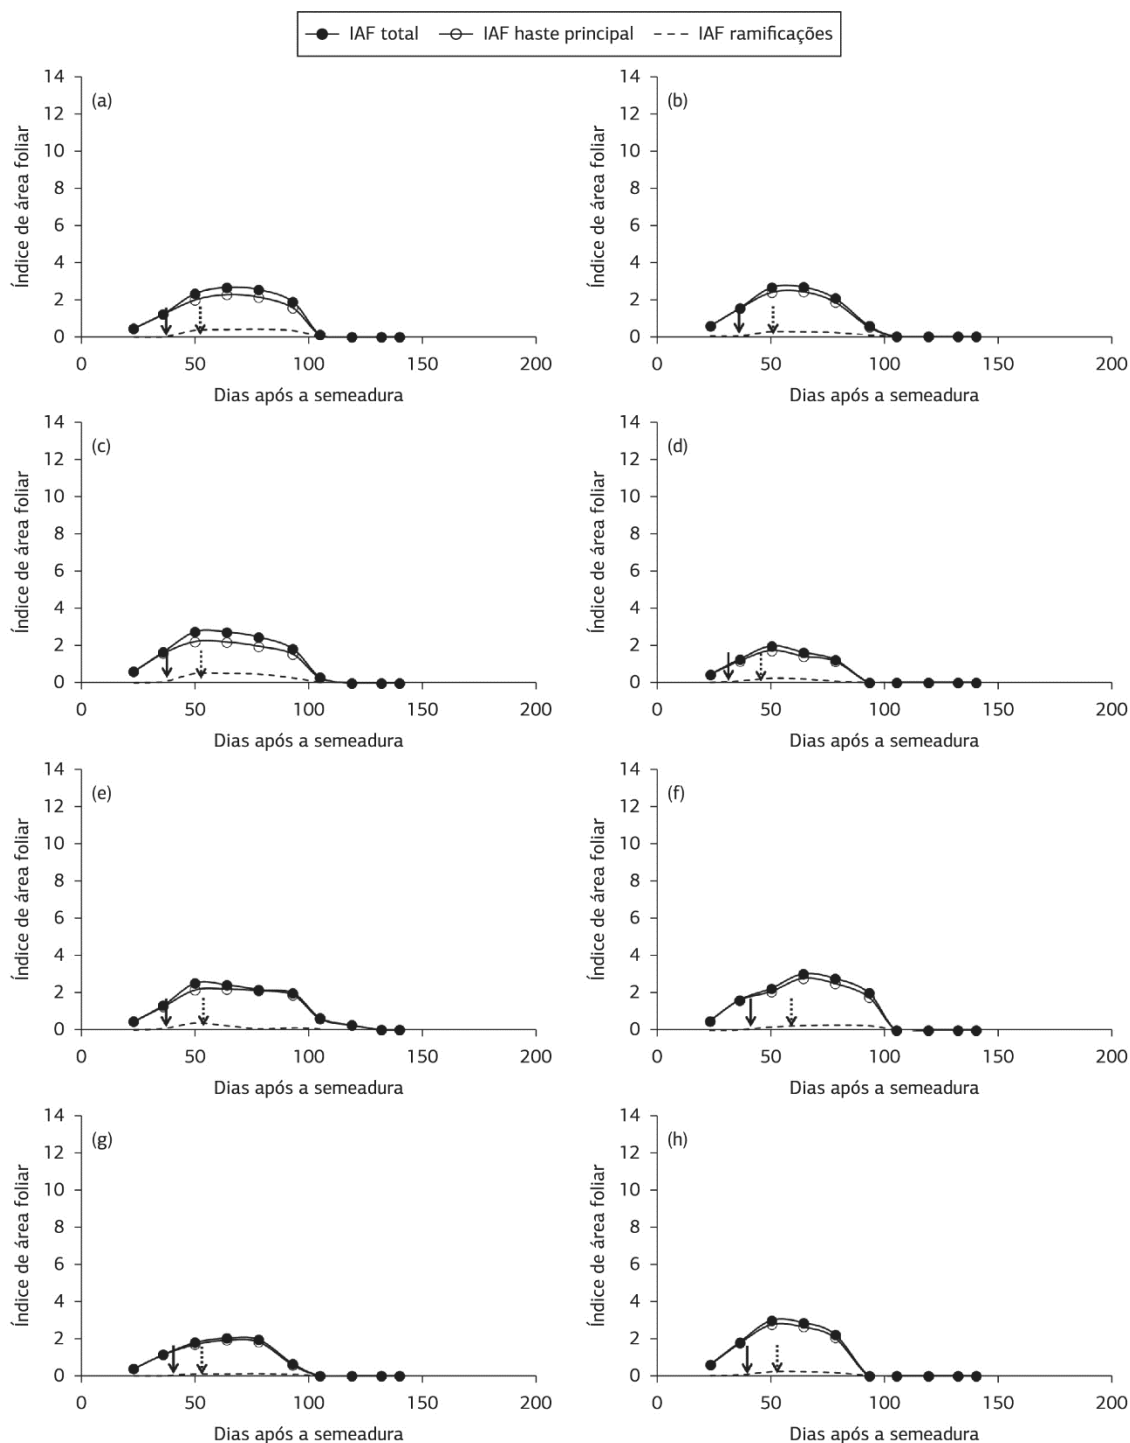 IAF total IAF haste principal IAF ramificações
(a)
Índice de área foliar
14
12
10
8
6
4
2
0
0 50 100 150 200
Dias após a semeadura
(b)
Índice de área foliar
14
12
10
8
6
4
2
0
0 50 100 150 200
Dias após a semeadura
(c)
Índice de área foliar
14
12
10
8
6
4
2
0
0 50 100 150 200
Dias após a semeadura
(d)
Índice de área foliar
14
12
10
8
6
4
2
0
0 50 100 150 200
Dias após a semeadura
(e)
Índice de área foliar
14
12
10
8
6
4
2
0
0 50 100 150 200
Dias após a semeadura
(f)
Índice de área foliar
14
12
10
8
6
4
2
0
0 50 100 150 200
Dias após a semeadura
(g)
Índice de área foliar
14
12
10
8
6
4
2
0
0 50 100 150 200
Dias após a semeadura
(h)
Índice de área foliar
14
12
10
8
6
4
2
0
0 50 100 150 200
Dias após a semeadura